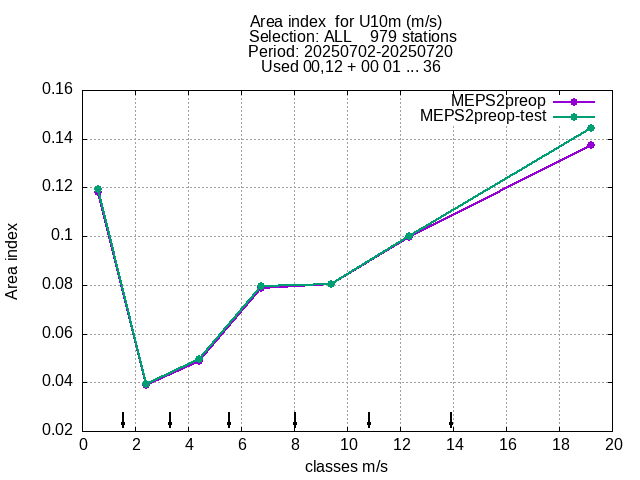 Area index  for U10m (m/s)
Selection: ALL    979 stations
Period: 20250702-20250720
Used 00,12 + 00 01 ... 36
MEPS2preop
MEPS2preop-test
0.16
0.14
0.12
0.1
0.08
0.06
0.04
0.02
Area index
0 2 4 6 8 10 12 14 16 18 20
classes m/s